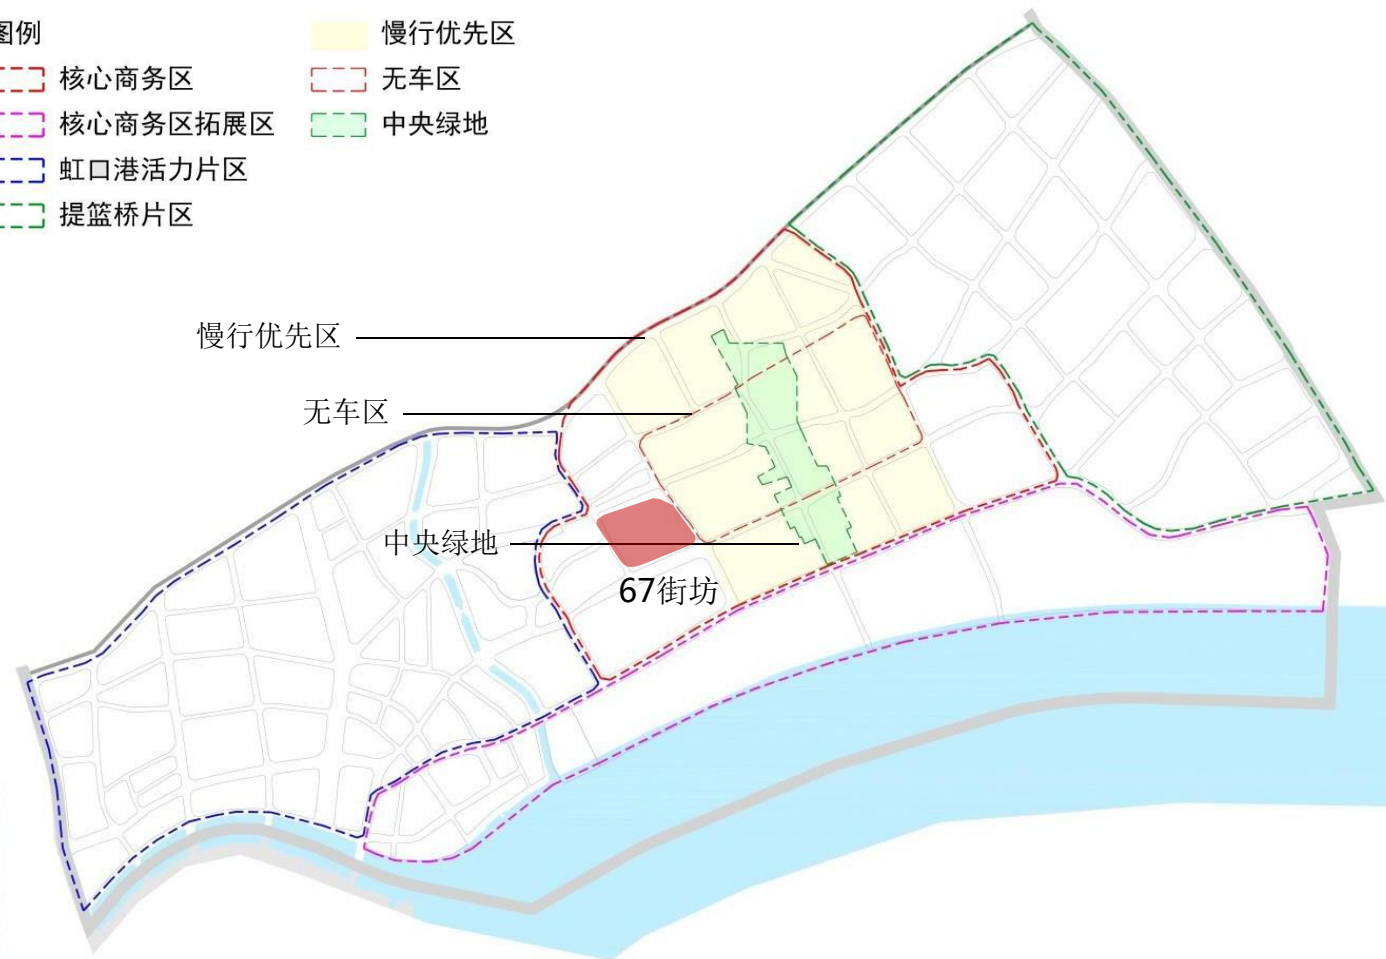 图例
核心商务区
核心商务区拓展区
虹口港活力片区
提篮桥片区
慢行优先区
无车区
中央绿地
慢行优先区
无车区
中央绿地
67街坊